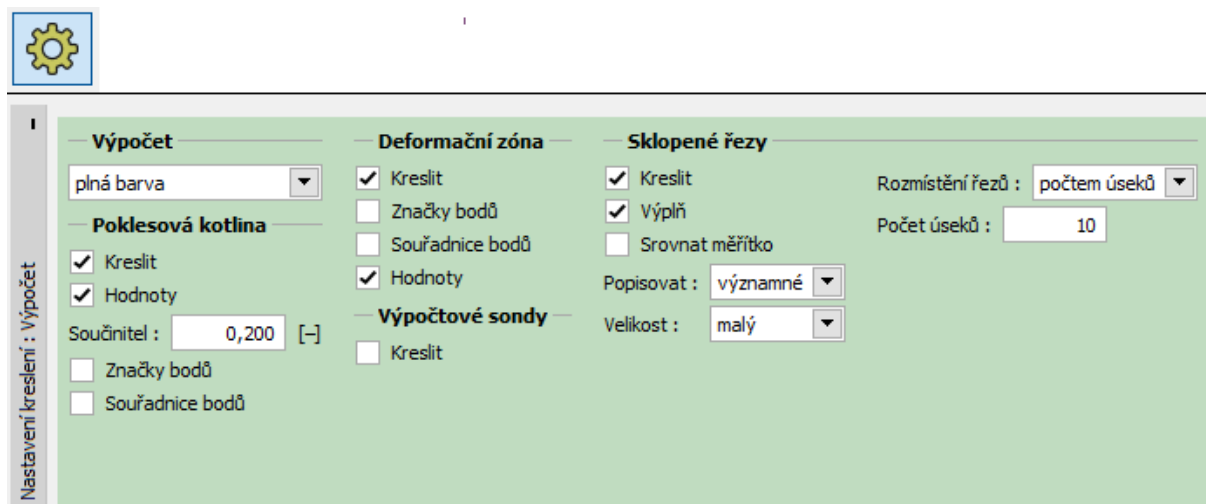 Nastavení kreslení : Výpočet
Výpočet
plná barva
Poklesová kotlina
Kreslit
Hodnoty
Součinitel : 0,200 [–]
Značky bodů
Souřadnice bodů
Deformační zóna
Kreslit
Značky bodů
Souřadnice bodů
Hodnoty
Výpočtové sondy
Kreslit
Sklopené řezy
Kreslit
Výplň
Srovnat měřítko
Popisovat : významné
Velikost : malý
Rozmístění řezů : počtem úseků
Počet úseků : 10